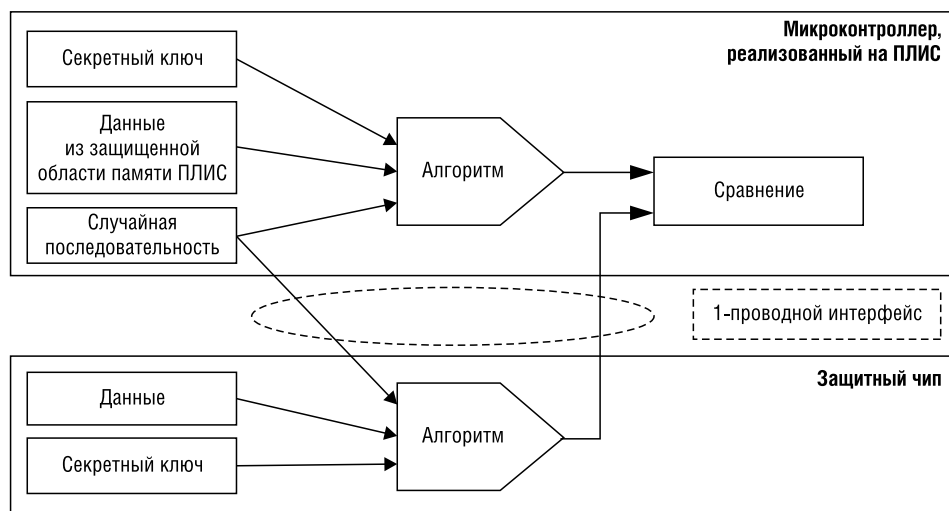 Микроконтроллер,
реализованный на ПЛИС
Секретный ключ
Данные
из защищенной
области памяти ПЛИС
Случайная
последовательность
Алгоритм
Сравнение
1-проводной интерфейс
Защитный чип
Данные
Секретный ключ
Алгоритм